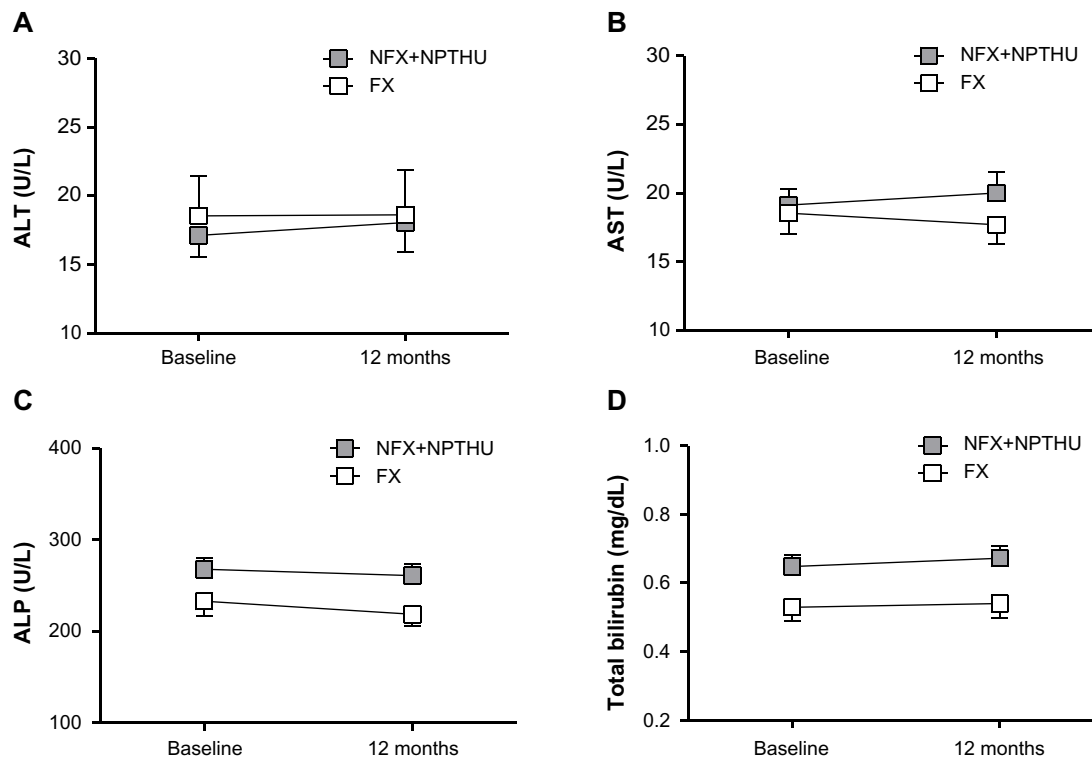 A
NFX+NPTHU
FX
ALT (U/L)
30
25
20
15
10
Baseline
12 months
B
NFX+NPTHU
FX
AST (U/L)
30
25
20
15
10
Baseline
12 months
C
NFX+NPTHU
FX
ALP (U/L)
400
300
200
100
Baseline
12 months
D
NFX+NPTHU
FX
Total bilirubin (mg/dL)
1.0
0.8
0.6
0.4
0.2
Baseline
12 months